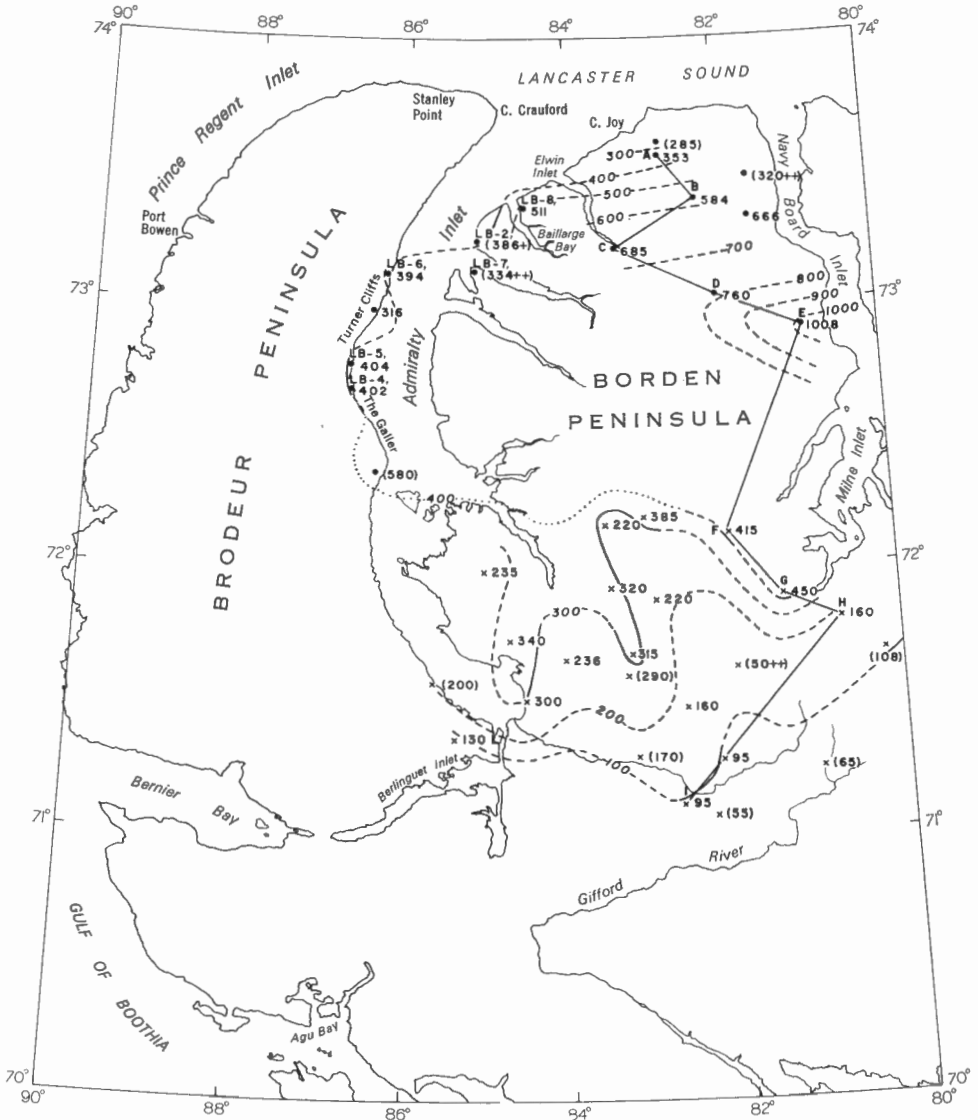 90°
88°
86°
84°
82°
80°
74°
74°
LANCASTER SOUND
Prince Regent Inlet
Stanley
Point
C. Crauford
C. Joy
(285)
300
A 353
Elwin
Inlet
400
Navy Board Inlet
(320++)
500
B
584
LB-8,
511
600
666
Port
Bowen
Inlet
LB-2,
(386+)
Baillarge
Bay
C 685
700
LB-6,
394
LB-7,
(334++)
73°
73°
D
760
800
900
1000
E
1008
Turner Cliffs
316
Admiralty
LB-5,
404
LB-4,
402
BORDEN
PENINSULA
The Galler
BRODEUR PENINSULA
(580)
400
Milne Inlet
385
220
F 415
72°
72°
235
320
220
G
450
H
160
300
340
315
236
(290)
(50++)
(108)
(200)
300
200
160
130 L
100
(170)
95
(65)
Berlinguet Inlet
I
95
(55)
Bernier
Bay
71°
71°
Gifford River
GULF
OF
BOOTHIA
Agu Bay
70°
70°
90°
88°
86°
84°
82°
80°